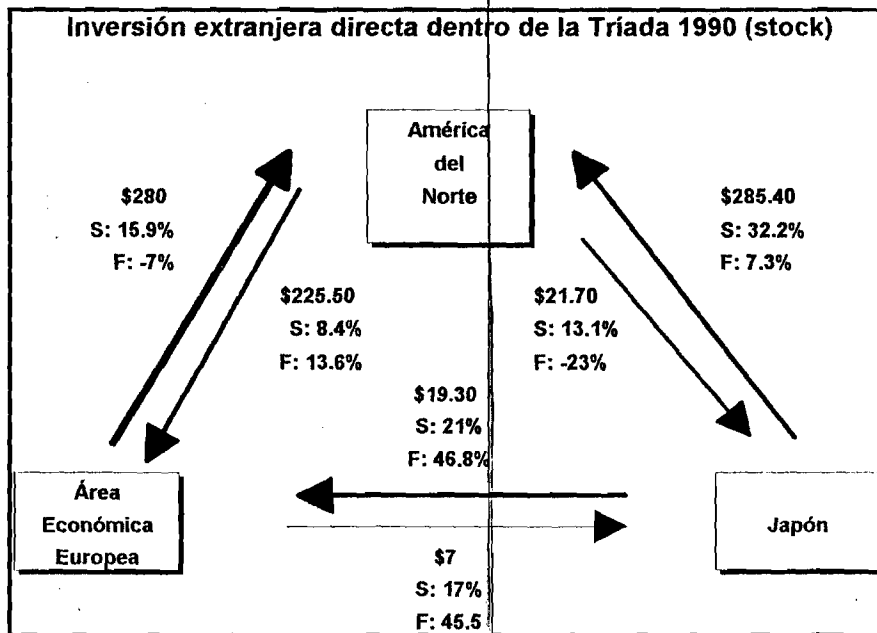 Inversión extranjera directa dentro de la Tríada 1990 (stock)
América
del
Norte
$280
S: 15.9%
F: -7%
$285.40
S: 32.2%
F: 7.3%
$225.50
S: 8.4%
F: 13.6%
$21.70
S: 13.1%
F: -23%
$19.30
S: 21%
F: 46.8%
Área
Económica
Europea
Japón
$7
S: 17%
F: 45.5